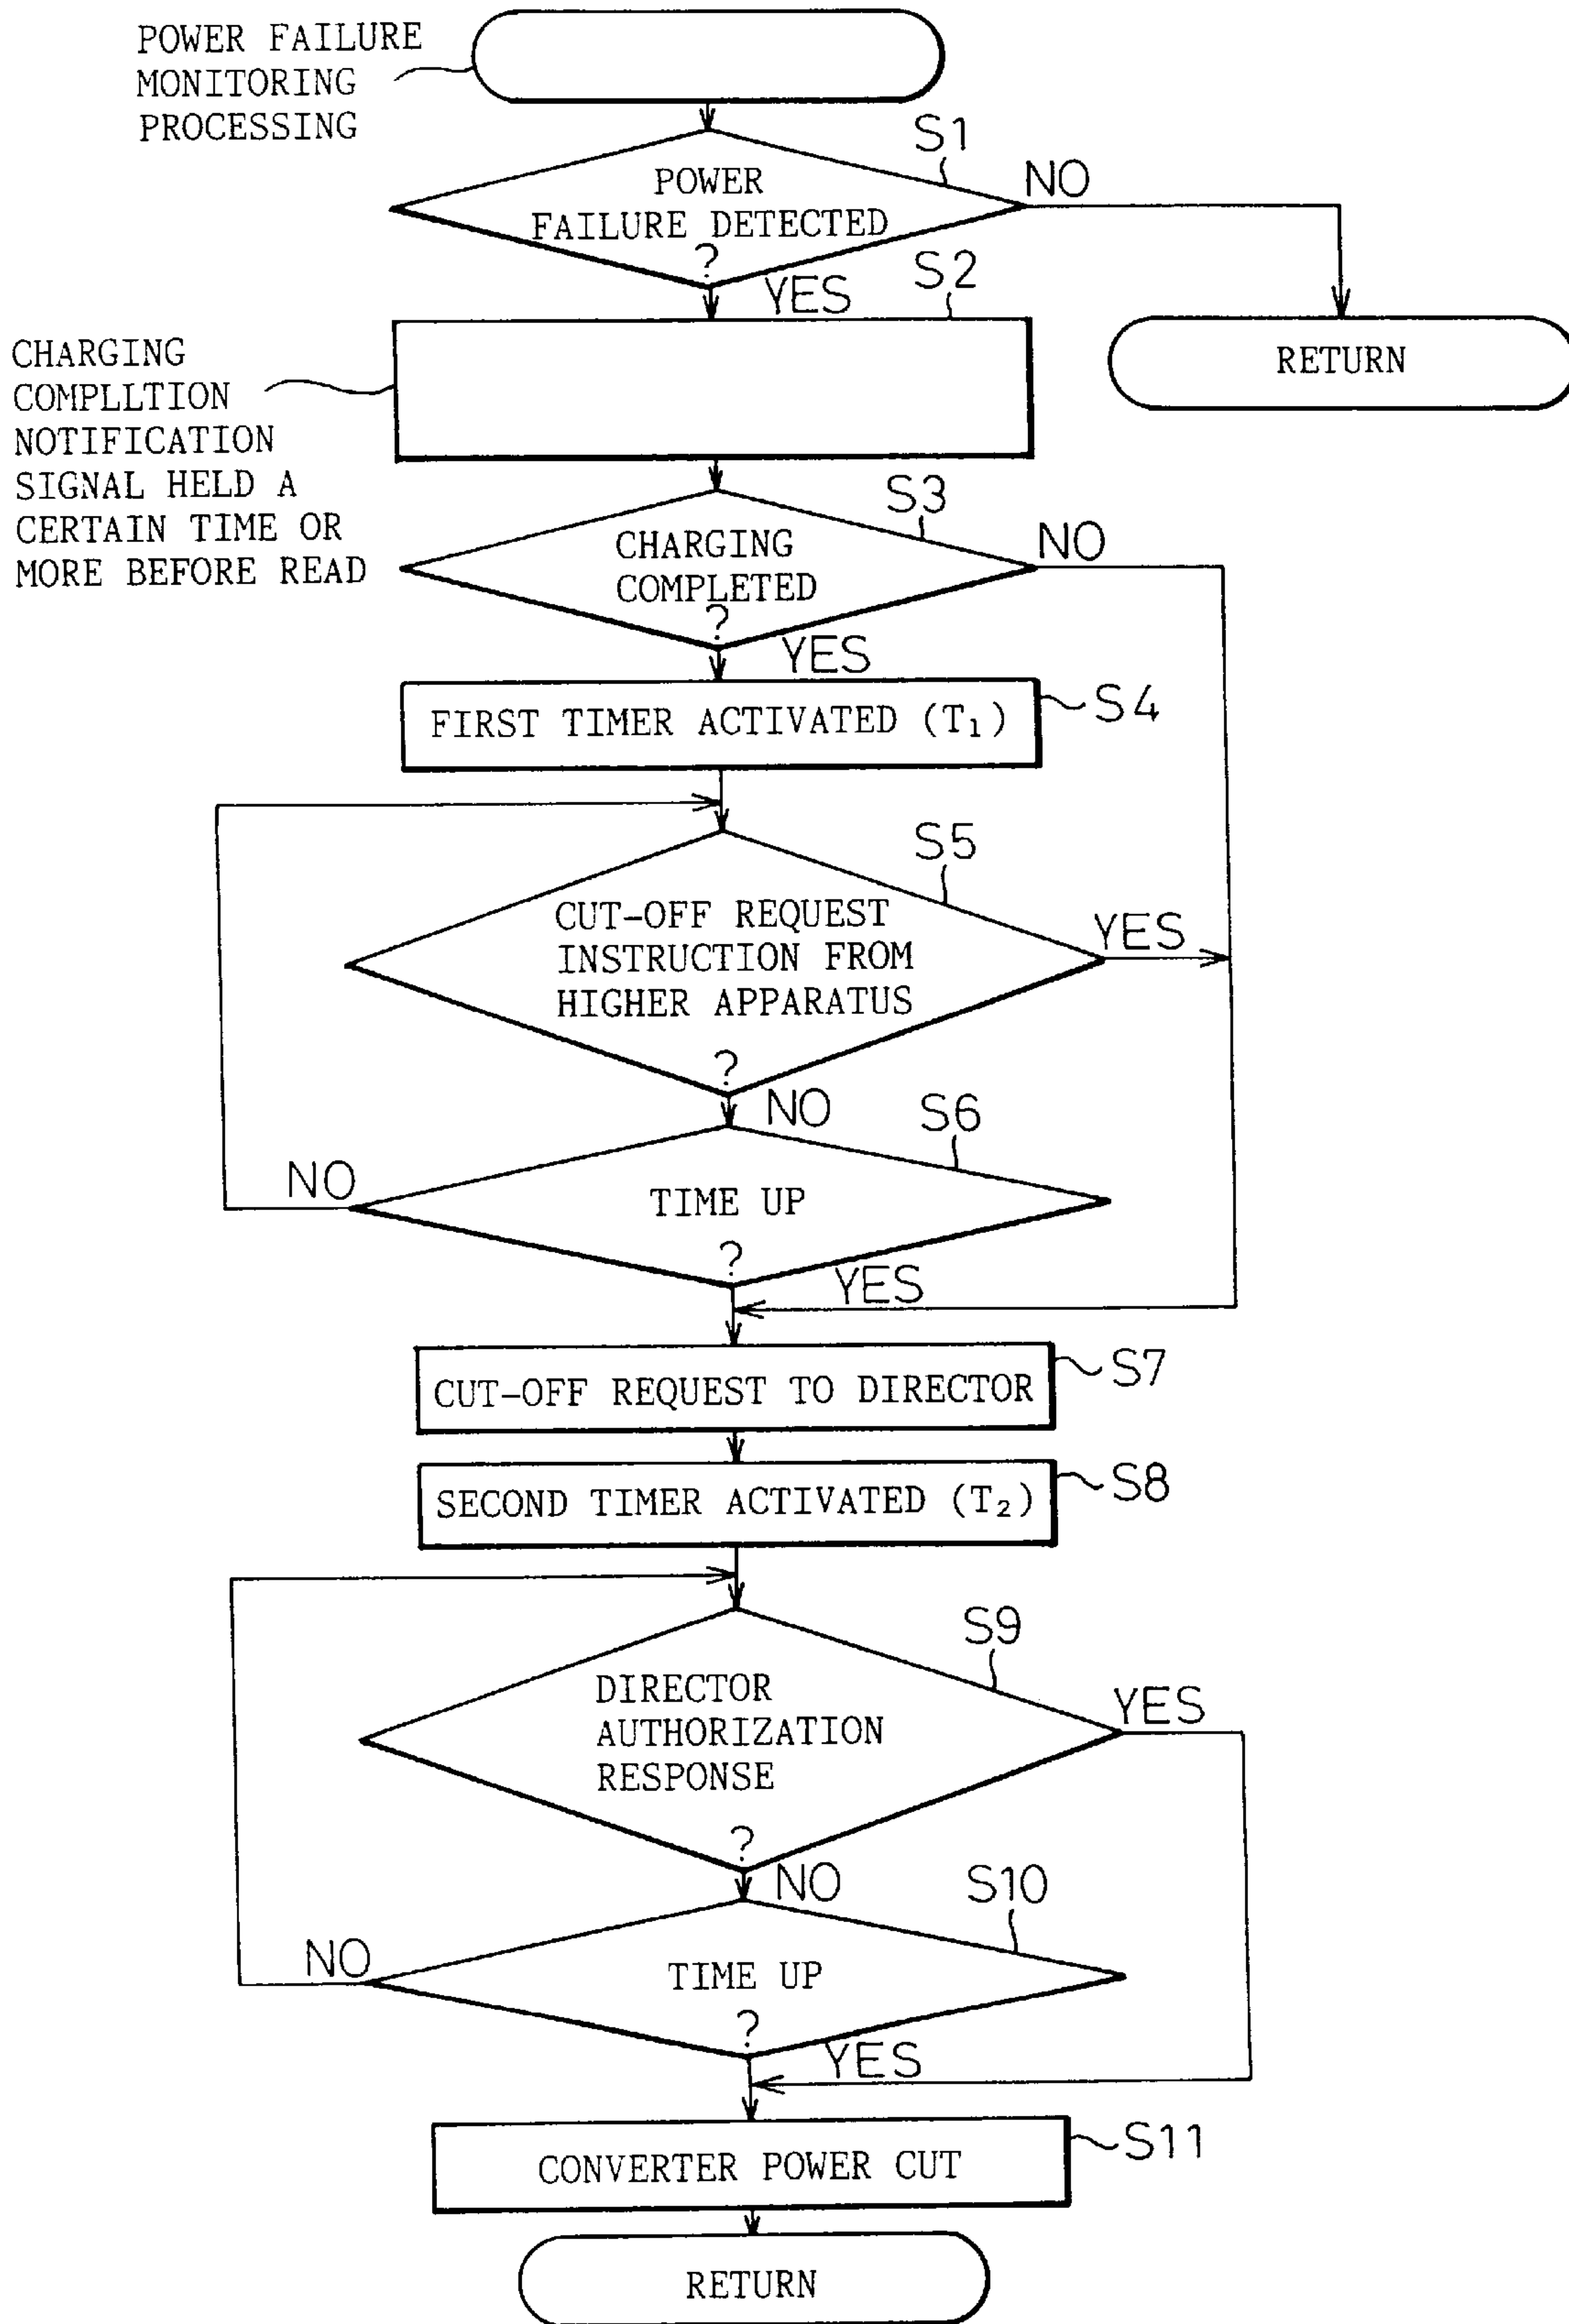 POWER FAILURE
MONITORING
PROCESSING
S1
POWER
FAILURE DETECTED
?
NO
YES
S2
RETURN
CHARGING
COMPLLTION
NOTIFICATION
SIGNAL HELD A
CERTAIN TIME OR
MORE BEFORE READ
S3
CHARGING
COMPLETED
?
NO
YES
FIRST TIMER ACTIVATED (T₁)
S4
S5
CUT-OFF REQUEST
INSTRUCTION FROM
HIGHER APPARATUS
?
YES
NO
S6
NO
TIME UP
?
YES
CUT-OFF REQUEST TO DIRECTOR
S7
SECOND TIMER ACTIVATED (T₂)
S8
S9
DIRECTOR
AUTHORIZATION
RESPONSE
?
YES
NO
S10
NO
TIME UP
?
YES
CONVERTER POWER CUT
S11
RETURN